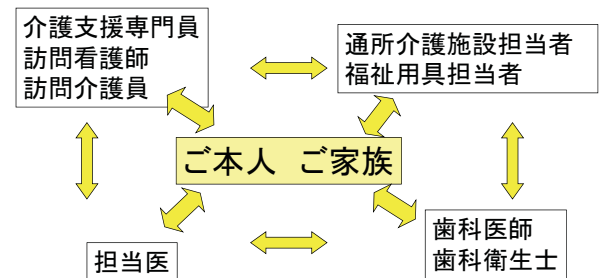 介護支援専門員
訪問看護師
訪問介護員
通所介護施設担当者
福祉用具担当者
ご本人　ご家族
担当医
歯科医師
歯科衛生士